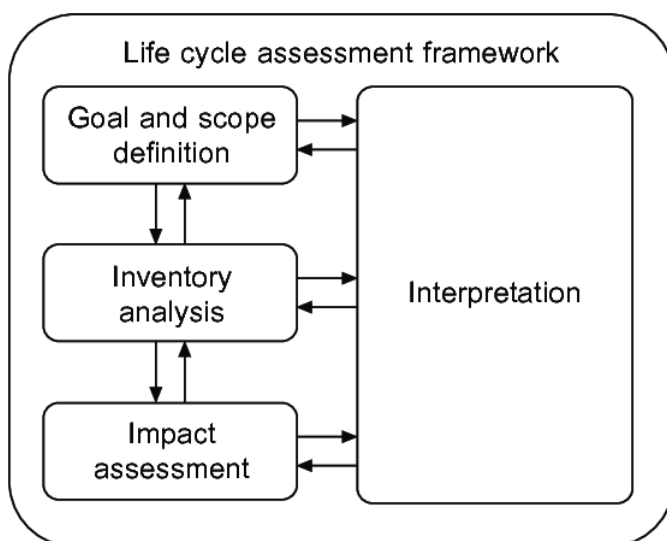 Life cycle assessment framework
Goal and scope
definition
Inventory
analysis
Impact
assessment
Interpretation